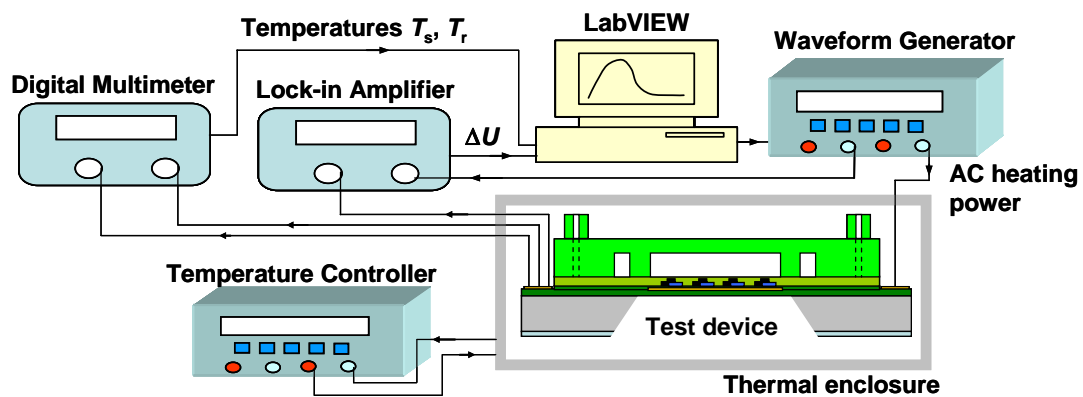 LabVIEW
Temperatures Ts, Tr
Waveform Generator
Digital Multimeter
Lock-in Amplifier
ΔU
AC heating
power
Temperature Controller
Test device
Thermal enclosure